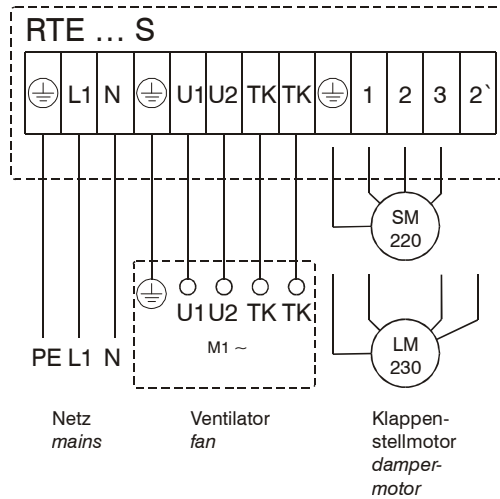 RTE ... S
L1 N U1 U2 TK TK 1 2 3 2`
SM
220
U1 U2 TK TK
M1 ~
LM
230
PE L1 N
Netz
mains
Ventilator
fan
Klappen-
stellmotor
damper-
motor